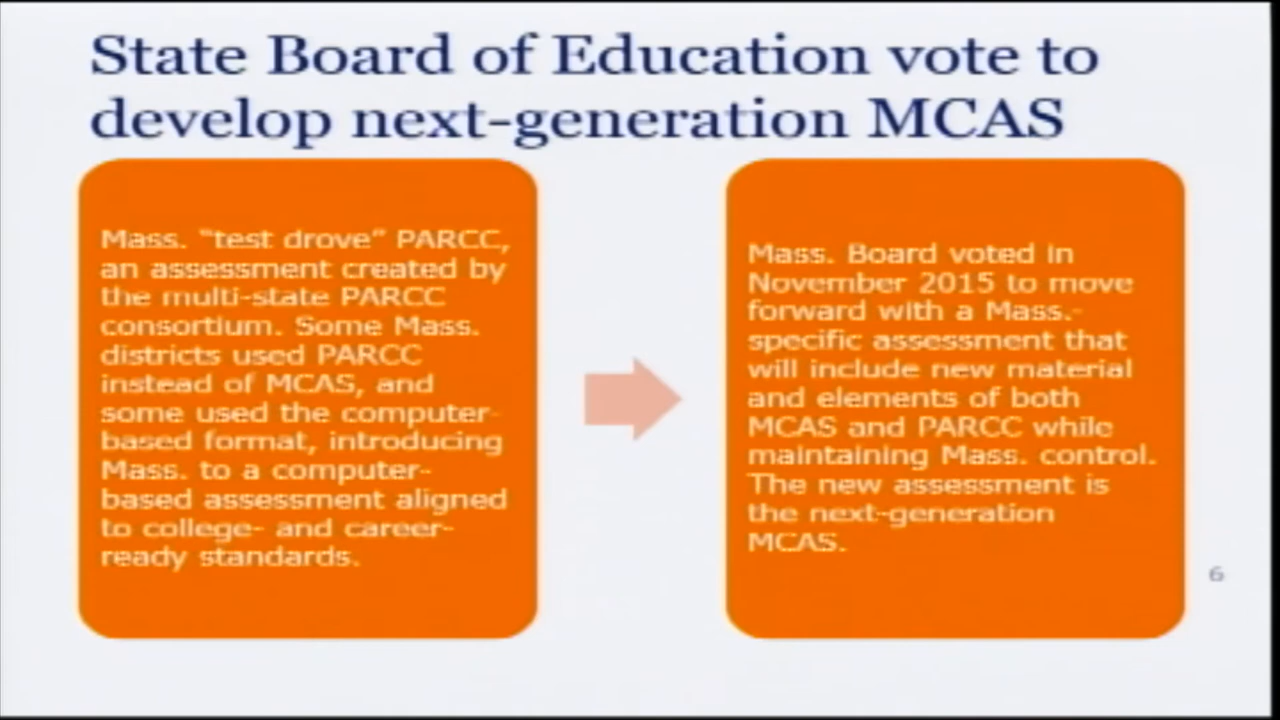 State Board of Education vote to
develop next-generation MCAS
Mass. “test drove” PARCC,
an assessment created by
the multi-state PARCC
consortium. Some Mass.
districts used PARCC
instead of MCAS, and
some used the computer-
based format, introducing
Mass. to a computer-
based assessment aligned
to college- and career-
ready standards.
Mass. Board voted in
November 2015 to move
forward with a Mass.-
specific assessment that
will include new material
and elements of both
MCAS and PARCC while
maintaining Mass. control.
The new assessment is
the next-generation
MCAS.
6